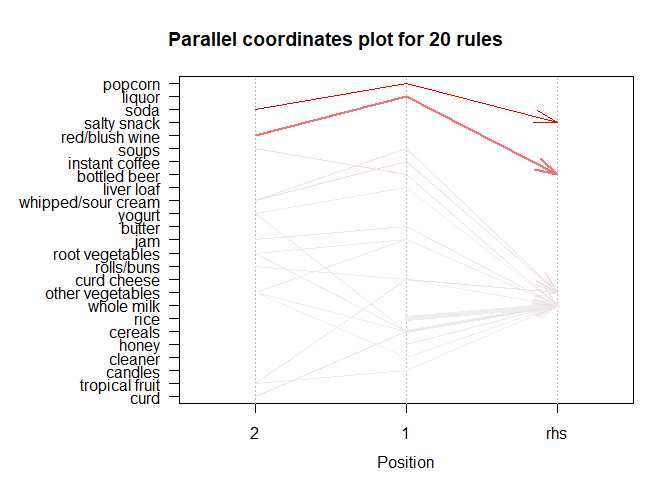 Parallel coordinates plot for 20 rules
popcorn
liquor
soda
salty snack
red/blush wine
soups
instant coffee
bottled beer
liver loaf
whipped/sour cream
yogurt
butter
jam
root vegetables
rolls/buns
curd cheese
other vegetables
whole milk
rice
cereals
honey
cleaner
candles
tropical fruit
curd
2 1 rhs
Position